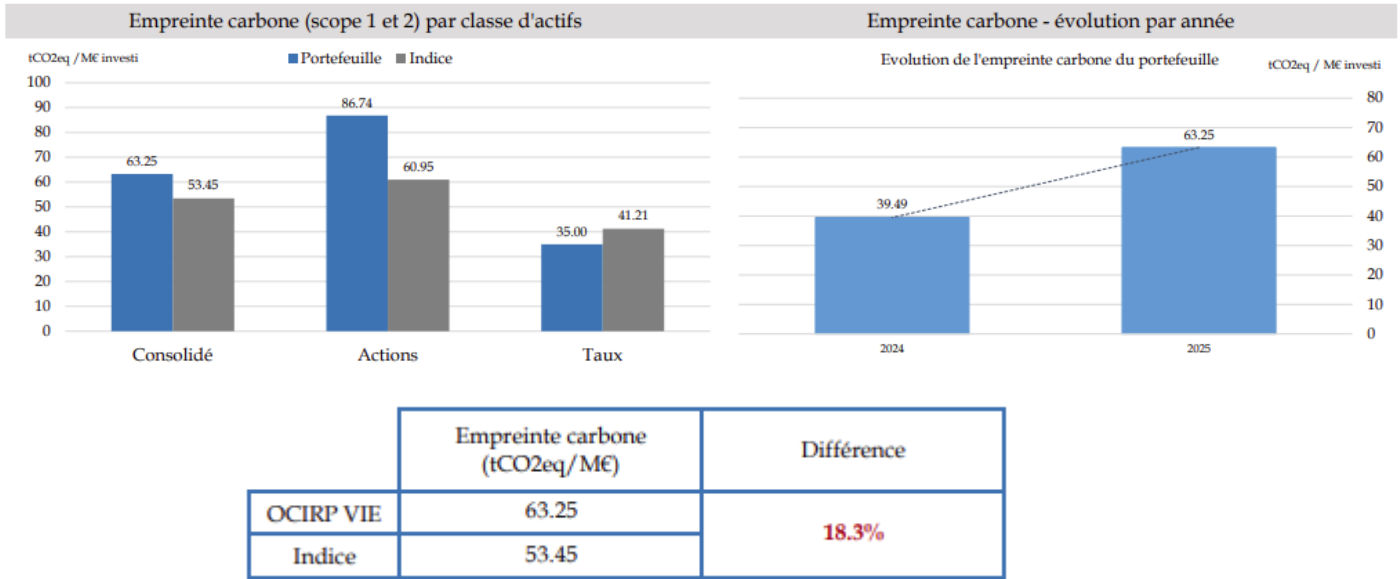 Empreinte carbone (scope 1 et 2) par classe d'actifs
tCO2eq /M€ investi
Portefeuille Indice
100
90
80
70
60
50
40
30
20
10
0
63.25
53.45
86.74
60.95
35.00
41.21
Consolidé Actions Taux
Empreinte carbone - évolution par année
Evolution de l'empreinte carbone du portefeuille
tCO2eq / M€ investi
80
70
60
50
40
30
20
10
0
39.49
63.25
2024 2025
Empreinte carbone
(tCO2eq/M€)
Différence
OCIRP VIE 63.25
18.3%
Indice 53.45